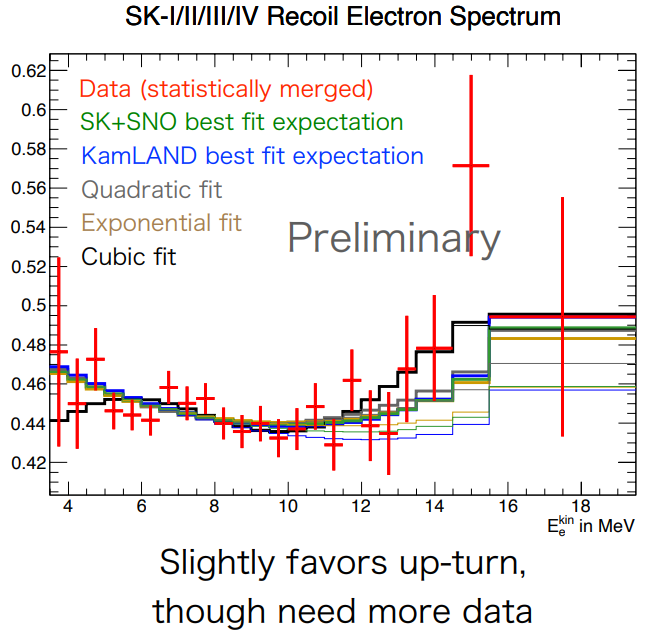 SK-I/II/III/IV Recoil Electron Spectrum
0.62
0.6
0.58
0.56
0.54
0.52
0.5
0.48
0.46
0.44
0.42
Data (statistically merged)
SK+SNO best fit expectation
KamLAND best fit expectation
Quadratic fit
Exponential fit
Cubic fit
Preliminary
4 6 8 10 12 14 16 18
E_e^kin in MeV
Slightly favors up-turn,
though need more data